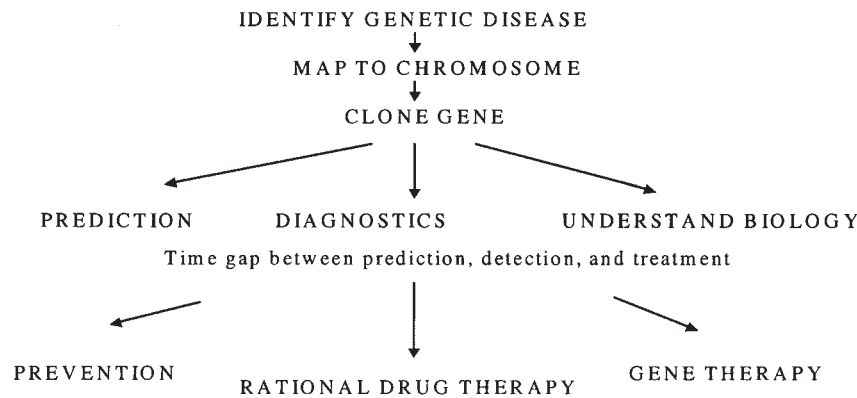 IDENTIFY GENETIC DISEASE
MAP TO CHROMOSOME
CLONE GENE
PREDICTION DIAGNOSTICS UNDERSTAND BIOLOGY
Time gap between prediction, detection, and treatment
PREVENTION RATIONAL DRUG THERAPY GENE THERAPY